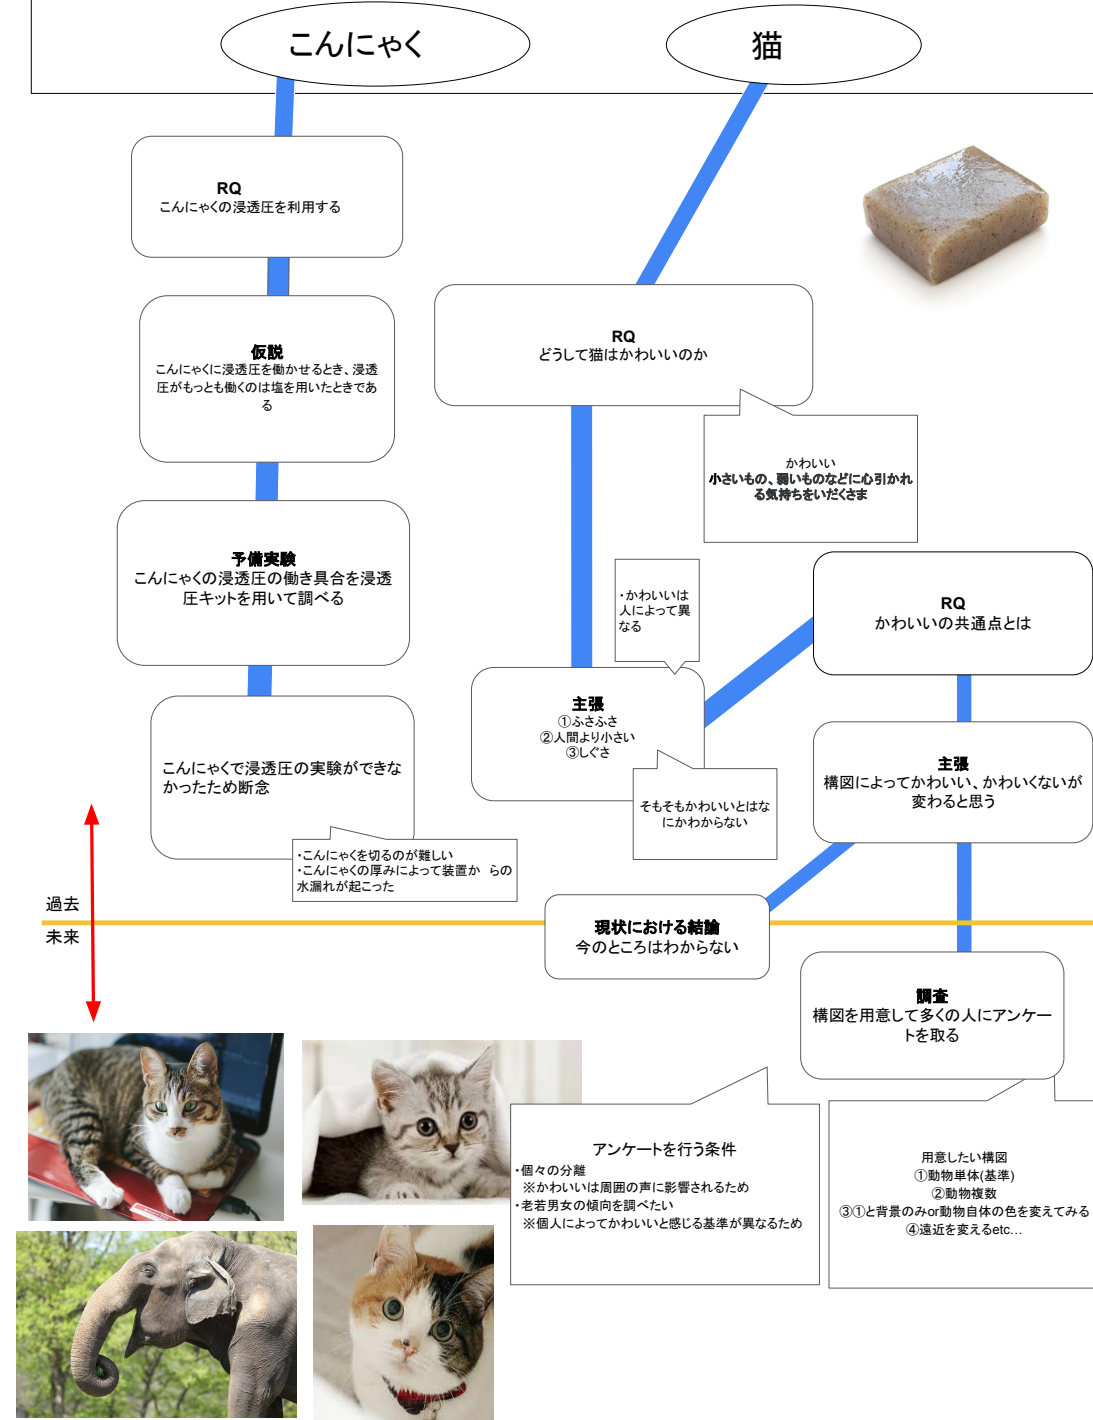 こんにゃく
猫
RQ
こんにゃくの浸透圧を利用する
仮説
こんにゃくに浸透圧を働かせるとき、浸透
圧がもっとも働くのは塩を用いたときであ
る
予備実験
こんにゃくの浸透圧の働き具合を浸透
圧キットを用いて調べる
こんにゃくで浸透圧の実験ができな
かったため断念
・こんにゃくを切るのが難しい
・こんにゃくの厚みによって装置か らの
水漏れが起こった
RQ
どうして猫はかわいいのか
かわいい
小さいもの、弱いものなどに心引かれ
る気持ちをいだくさま
・かわいいは
人によって異
なる
主張
①ふさふさ
②人間より小さい
③しぐさ
そもそもかわいいとはな
にかわからない
RQ
かわいいの共通点とは
主張
構図によってかわいい、かわいくないが
変わると思う
過去
未来
現状における結論
今のところはわからない
調査
構図を用意して多くの人にアンケー
トを取る
アンケートを行う条件
・個々の分離
※かわいいは周囲の声に影響されるため
・老若男女の傾向を調べたい
※個人によってかわいいと感じる基準が異なるため
用意したい構図
①動物単体(基準)
②動物複数
③①と背景のみor動物自体の色を変えてみる
④遠近を変えるetc…